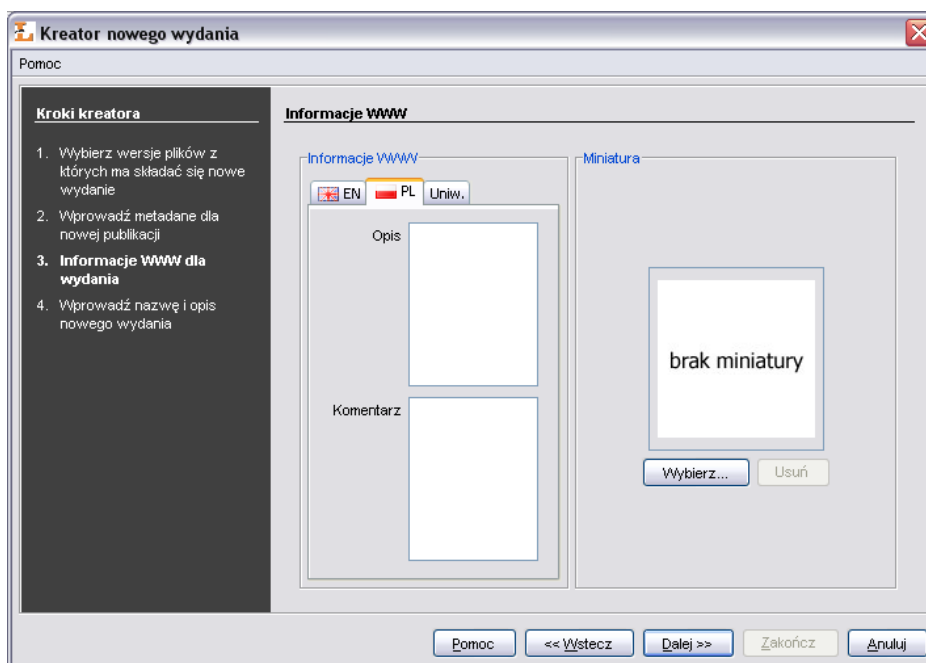 Kreator nowego wydania
Pomoc
Kroki kreatora
1. Wybierz wersje plików z
których ma składać się nowe
wydanie
2. Wprowadź metadane dla
nowej publikacji
3. Informacje WWW dla
wydania
4. Wprowadź nazwę i opis
nowego wydania
Informacje WWW
Informacje WWW
EN PL Uniw.
Opis
Komentarz
Miniatura
brak miniatury
Wybierz... Usuń
Pomoc << Wstecz Dalej >> Zakończ Anuluj